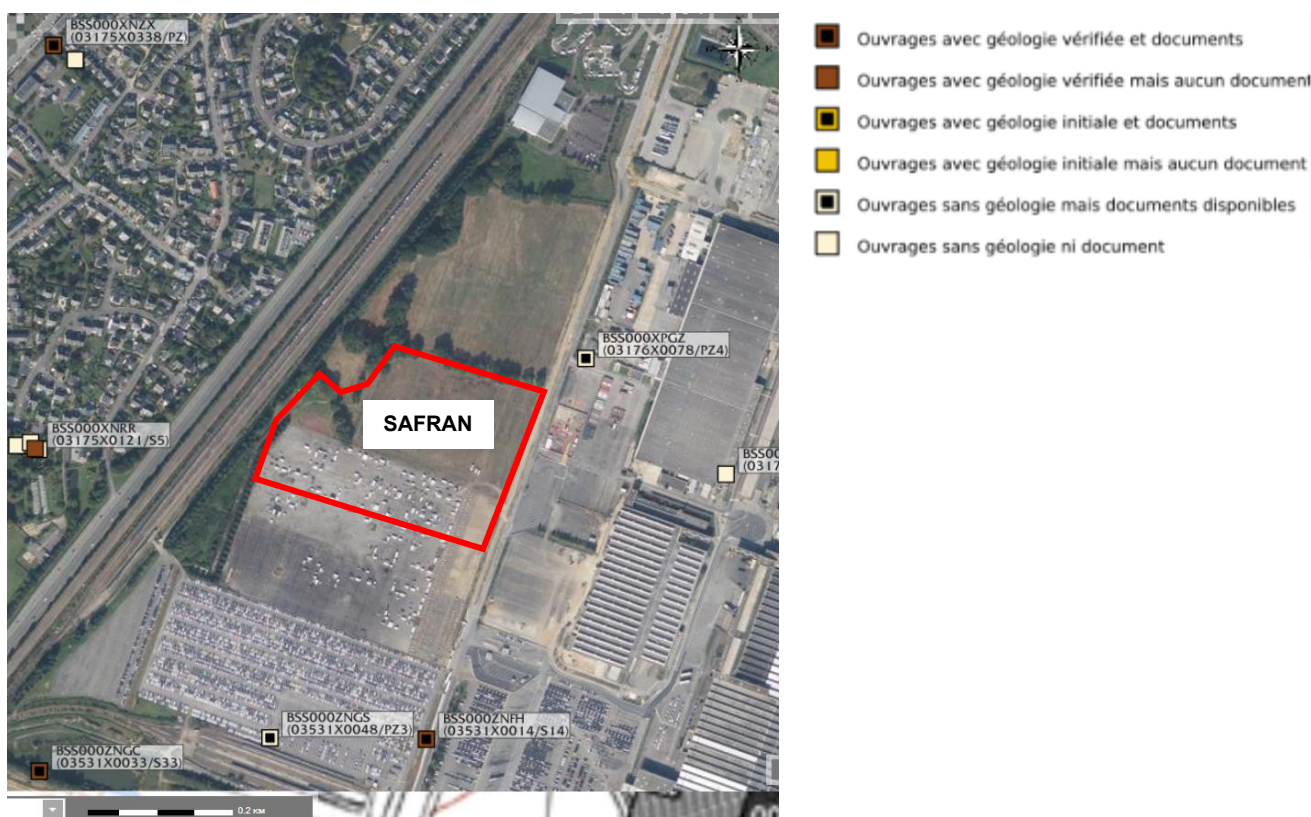 BSS000XNZX
(03175X0338/PZ)
Ouvrages avec géologie vérifiée et documents
Ouvrages avec géologie vérifiée mais aucun document
Ouvrages avec géologie initiale et documents
Ouvrages avec géologie initiale mais aucun document
Ouvrages sans géologie mais documents disponibles
Ouvrages sans géologie ni document
BSS000XPGZ
(03176X0078/PZ4)
SAFRAN
BSS000XNRR
(03175X0121/S5)
BSS00
(0317
BSS000ZNGS
(03531X0048/PZ3)
BSS000ZNFH
(03531X0014/S14)
BSS000ZNGC
(03531X0033/S33)
0.2 км